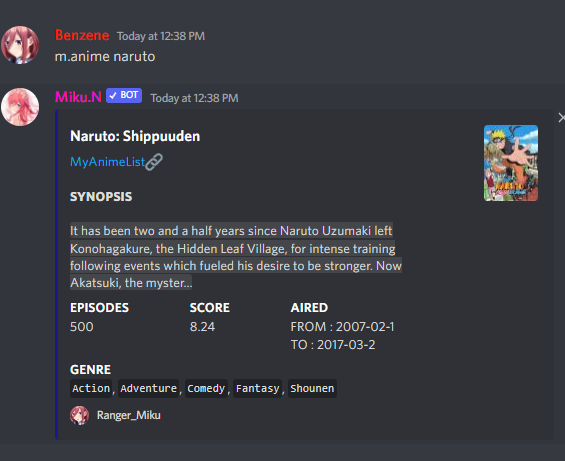 Benzene Today at 12:38 PM
m.anime naruto
Miku.N ✓ BOT Today at 12:38 PM
Naruto: Shippuuden
MyAnimeList🔗
SYNOPSIS
It has been two and a half years since Naruto Uzumaki left
Konohagakure, the Hidden Leaf Village, for intense training
following events which fueled his desire to be stronger. Now
Akatsuki, the myster...
EPISODES SCORE AIRED
500 8.24 FROM : 2007-02-1
TO : 2017-03-2
GENRE
Action, Adventure, Comedy, Fantasy, Shounen
Ranger_Miku